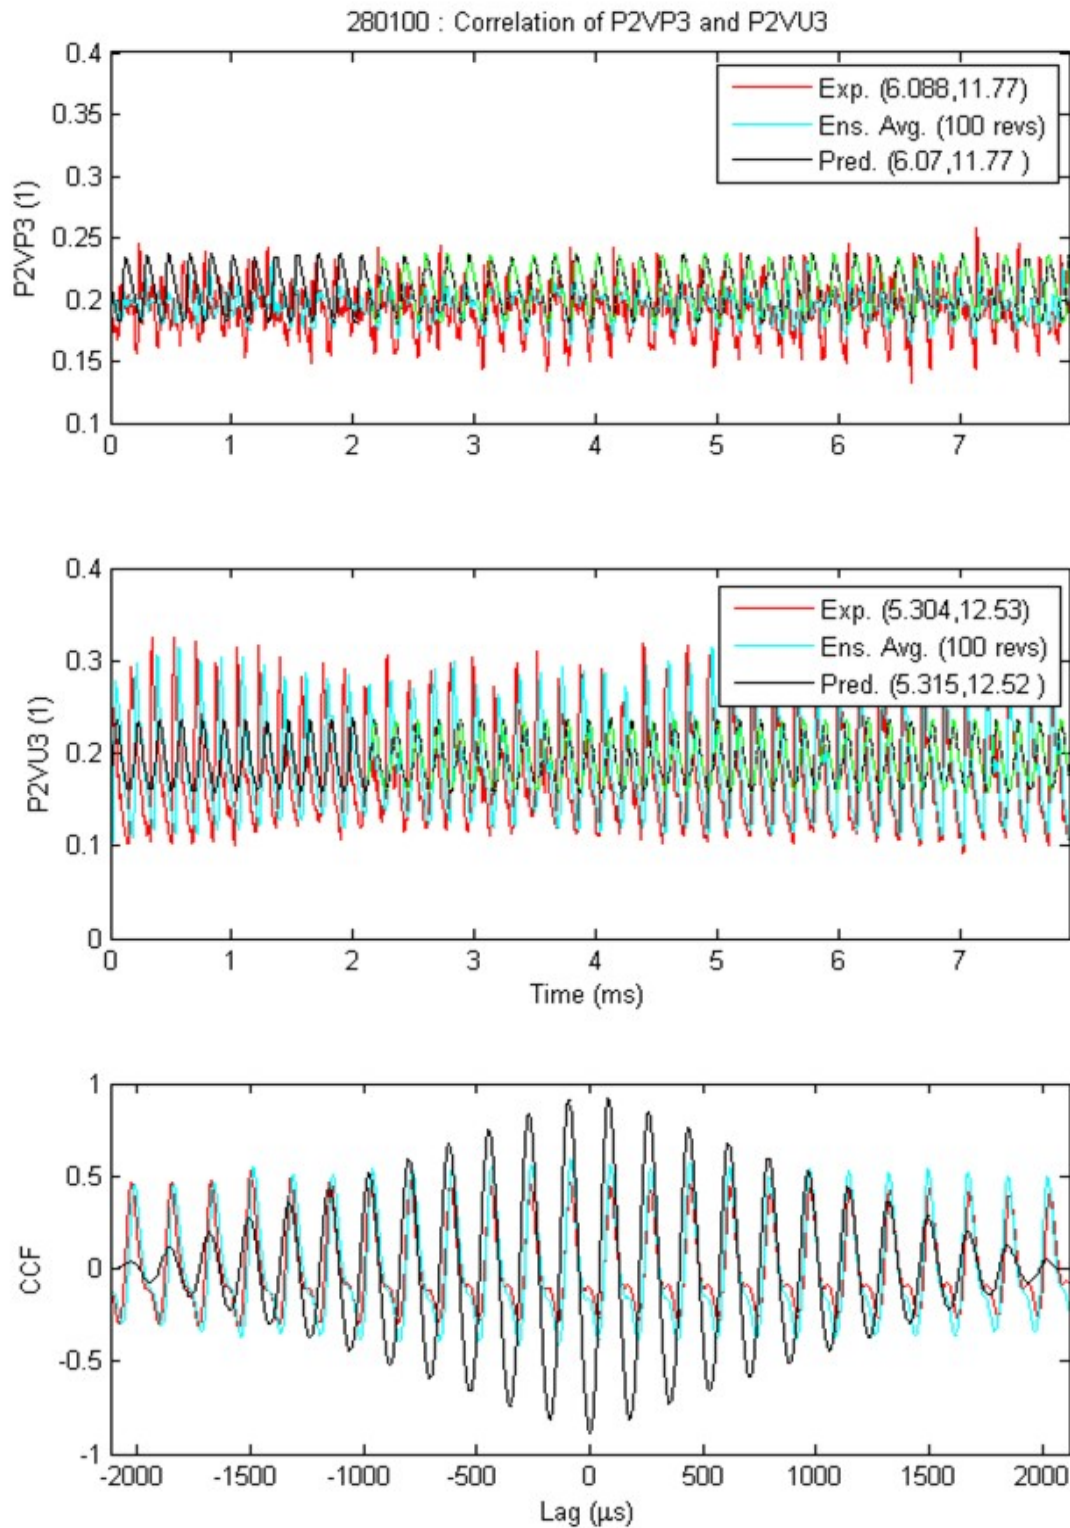 280100 : Correlation of P2VP3 and P2VU3
0.4
0.35
0.3
0.25
0.2
0.15
0.1
P2VP3 (1)
Exp. (6.088,11.77)
Ens. Avg. (100 revs)
Pred. (6.07,11.77 )
0 1 2 3 4 5 6 7
0.4
0.3
0.2
0.1
0
P2VU3 (1)
Exp. (5.304,12.53)
Ens. Avg. (100 revs)
Pred. (5.315,12.52 )
0 1 2 3 4 5 6 7
Time (ms)
1
0.5
0
-0.5
-1
CCF
-2000 -1500 -1000 -500 0 500 1000 1500 2000
Lag (μs)